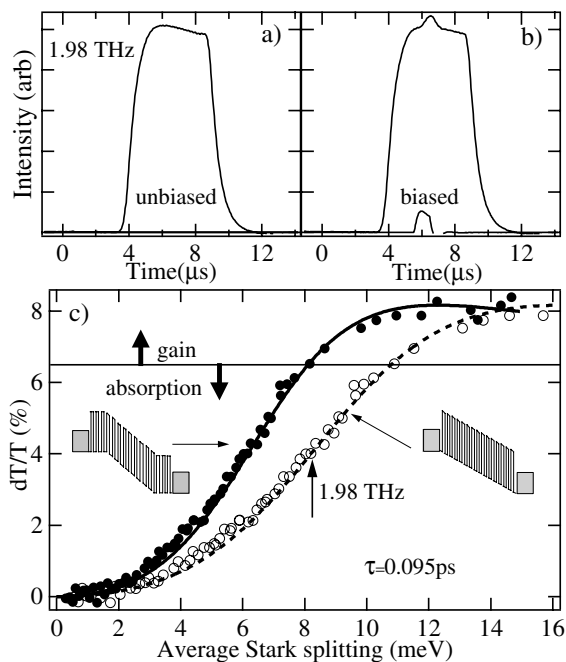 1.98 THz
a)
b)
Intensity (arb)
unbiased
biased
0 4 8 12
0 4 8 12
Time(μs)
Time(μs)
8
6
4
2
0
c)
gain
absorption
dT/T (%)
1.98 THz
τ=0.095ps
0 2 4 6 8 10 12 14 16
Average Stark splitting (meV)